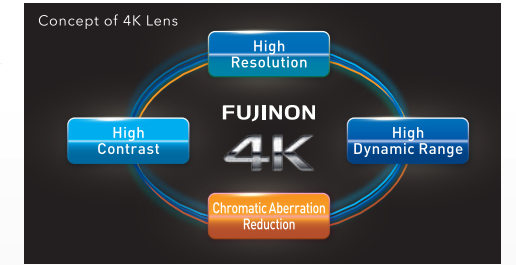 Concept of 4K Lens
High
Resolution
FUJINON
4K
High
Contrast
High
Dynamic Range
Chromatic Aberration
Reduction